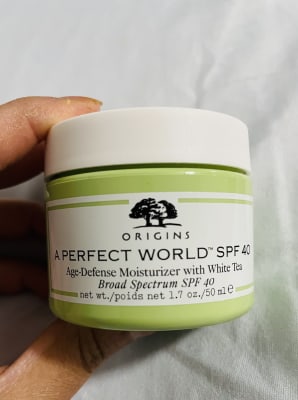 ORIGINS
A PERFECT WORLD™ SPF 40
Age-Defense Moisturizer with White Tea
Broad Spectrum SPF 40
net wt./poids net 1.7 oz./50 ml ℮